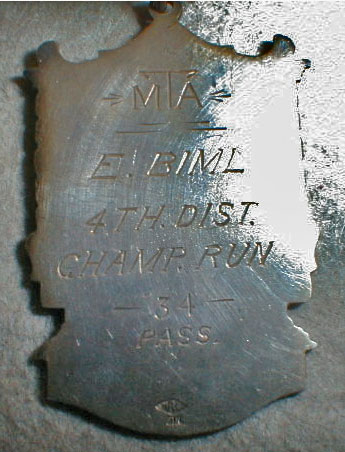 MTA
E. BIML
4TH. DIST.
CHAMP. RUN
— 34 —
PASS.